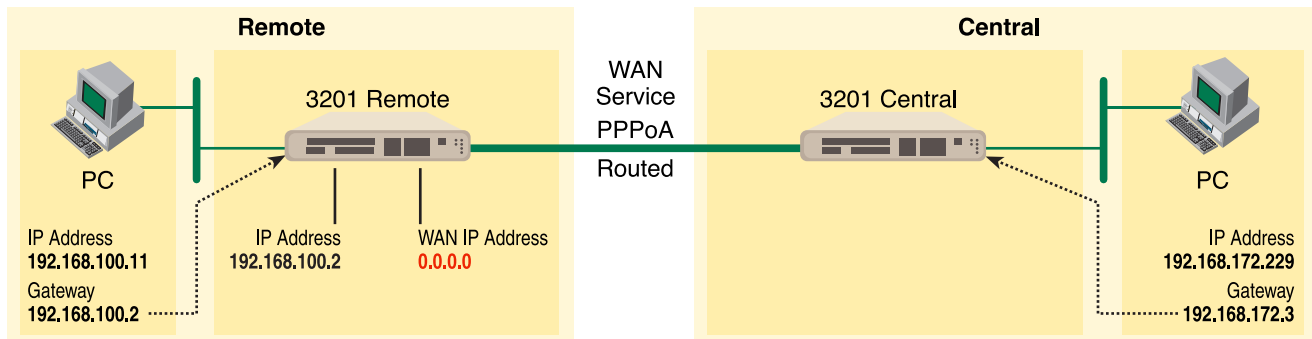 Remote
Central
3201 Remote
WAN
Service
PPPoA
Routed
3201 Central
PC
PC
IP Address
192.168.100.11
Gateway
192.168.100.2
IP Address
192.168.100.2
WAN IP Address
0.0.0.0
IP Address
192.168.172.229
Gateway
192.168.172.3